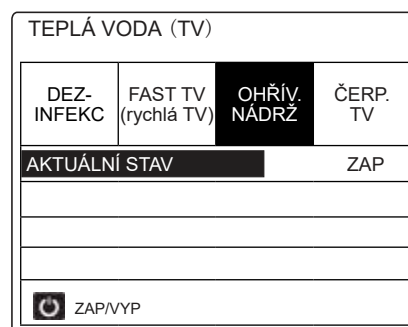 TEPLÁ VODA (TV)
DEZ-
INFEKC
FAST TV
(rychlá TV)
OHŘÍV.
NÁDRŽ
ČERP.
TV
AKTUÁLNÍ STAV ZAP
ZAP/VYP